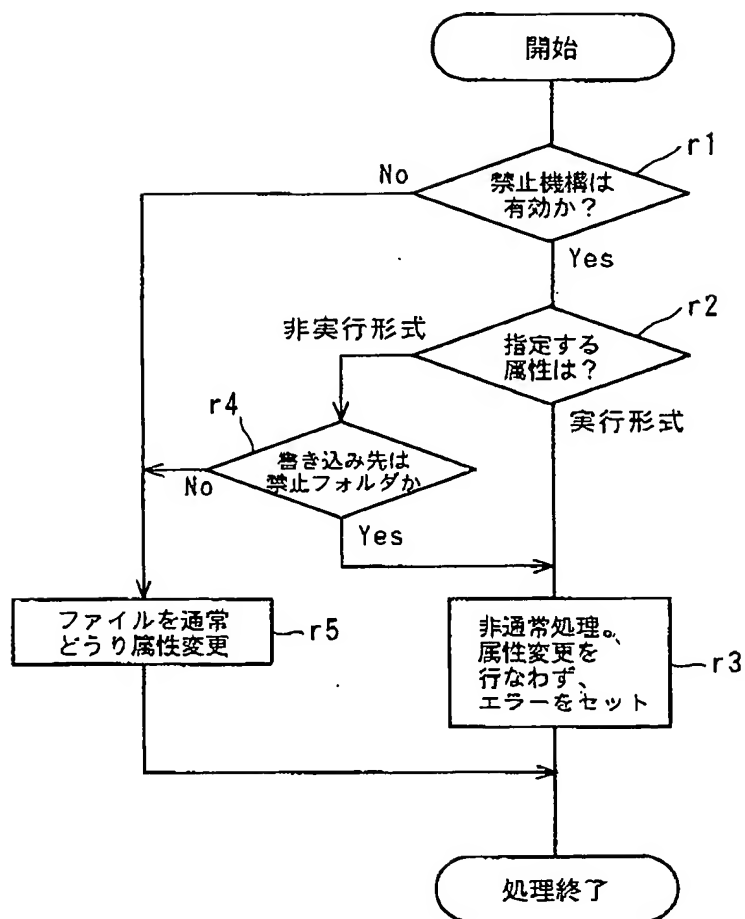 開始
r1
No
禁止機構は
有効か？
Yes
r2
非実行形式
指定する
属性は？
r4
実行形式
書き込み先は
禁止フォルダか
No
Yes
ファイルを通常
どうり属性変更
r5
非通常処理。、
属性変更を
行なわず、
エラーをセット
r3
処理終了